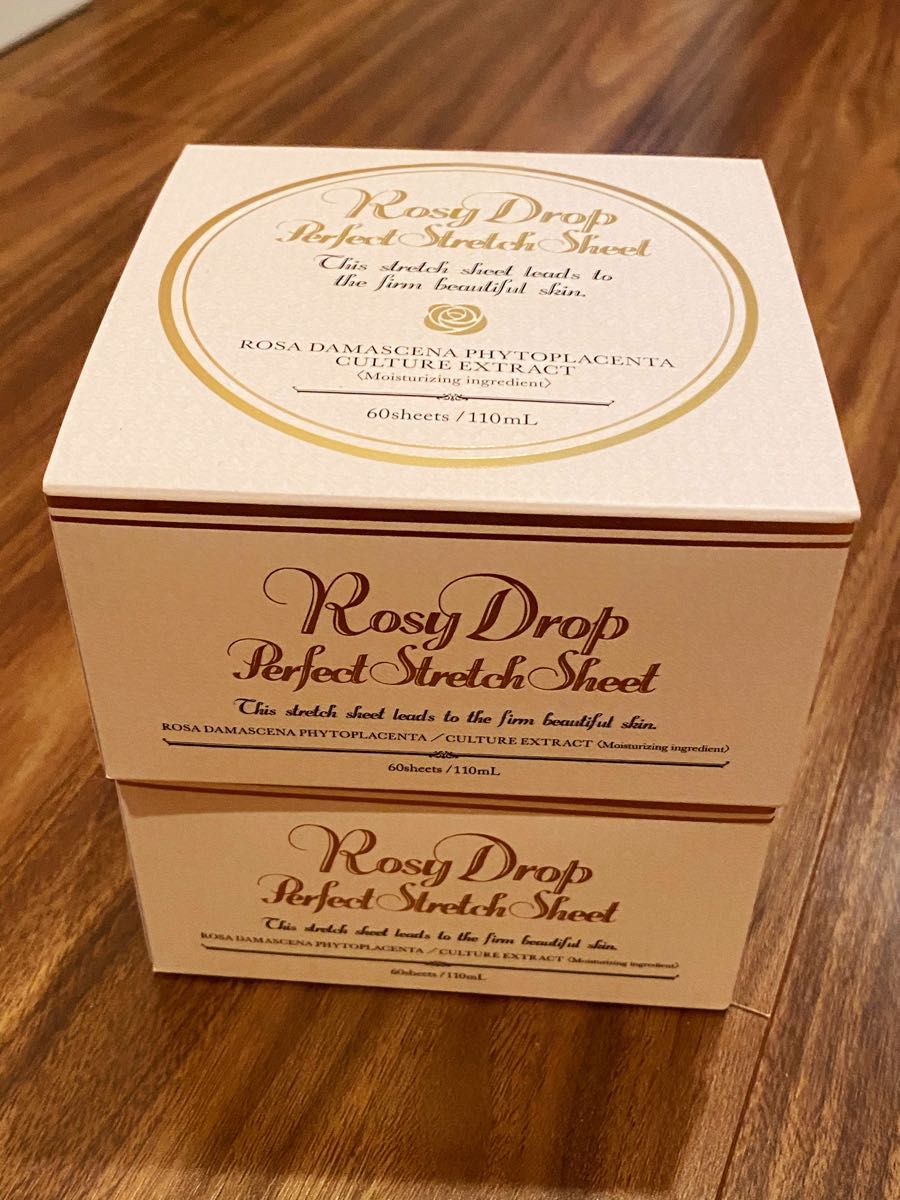 Rosy Drop
Perfect Stretch Sheet
This stretch sheet leads to
the firm beautiful skin.
ROSA DAMASCENA PHYTOPLACENTA
CULTURE EXTRACT
〈Moisturizing ingredient〉
60sheets / 110mL
Rosy Drop
Perfect Stretch Sheet
This stretch sheet leads to the firm beautiful skin.
ROSA DAMASCENA PHYTOPLACENTA ／ CULTURE EXTRACT 〈Moisturizing ingredient〉
60sheets / 110mL
Rosy Drop
Perfect Stretch Sheet
This stretch sheet leads to the firm beautiful skin.
ROSA DAMASCENA PHYTOPLACENTA ／ CULTURE EXTRACT 〈Moisturizing ingredient〉
60sheets / 110mL